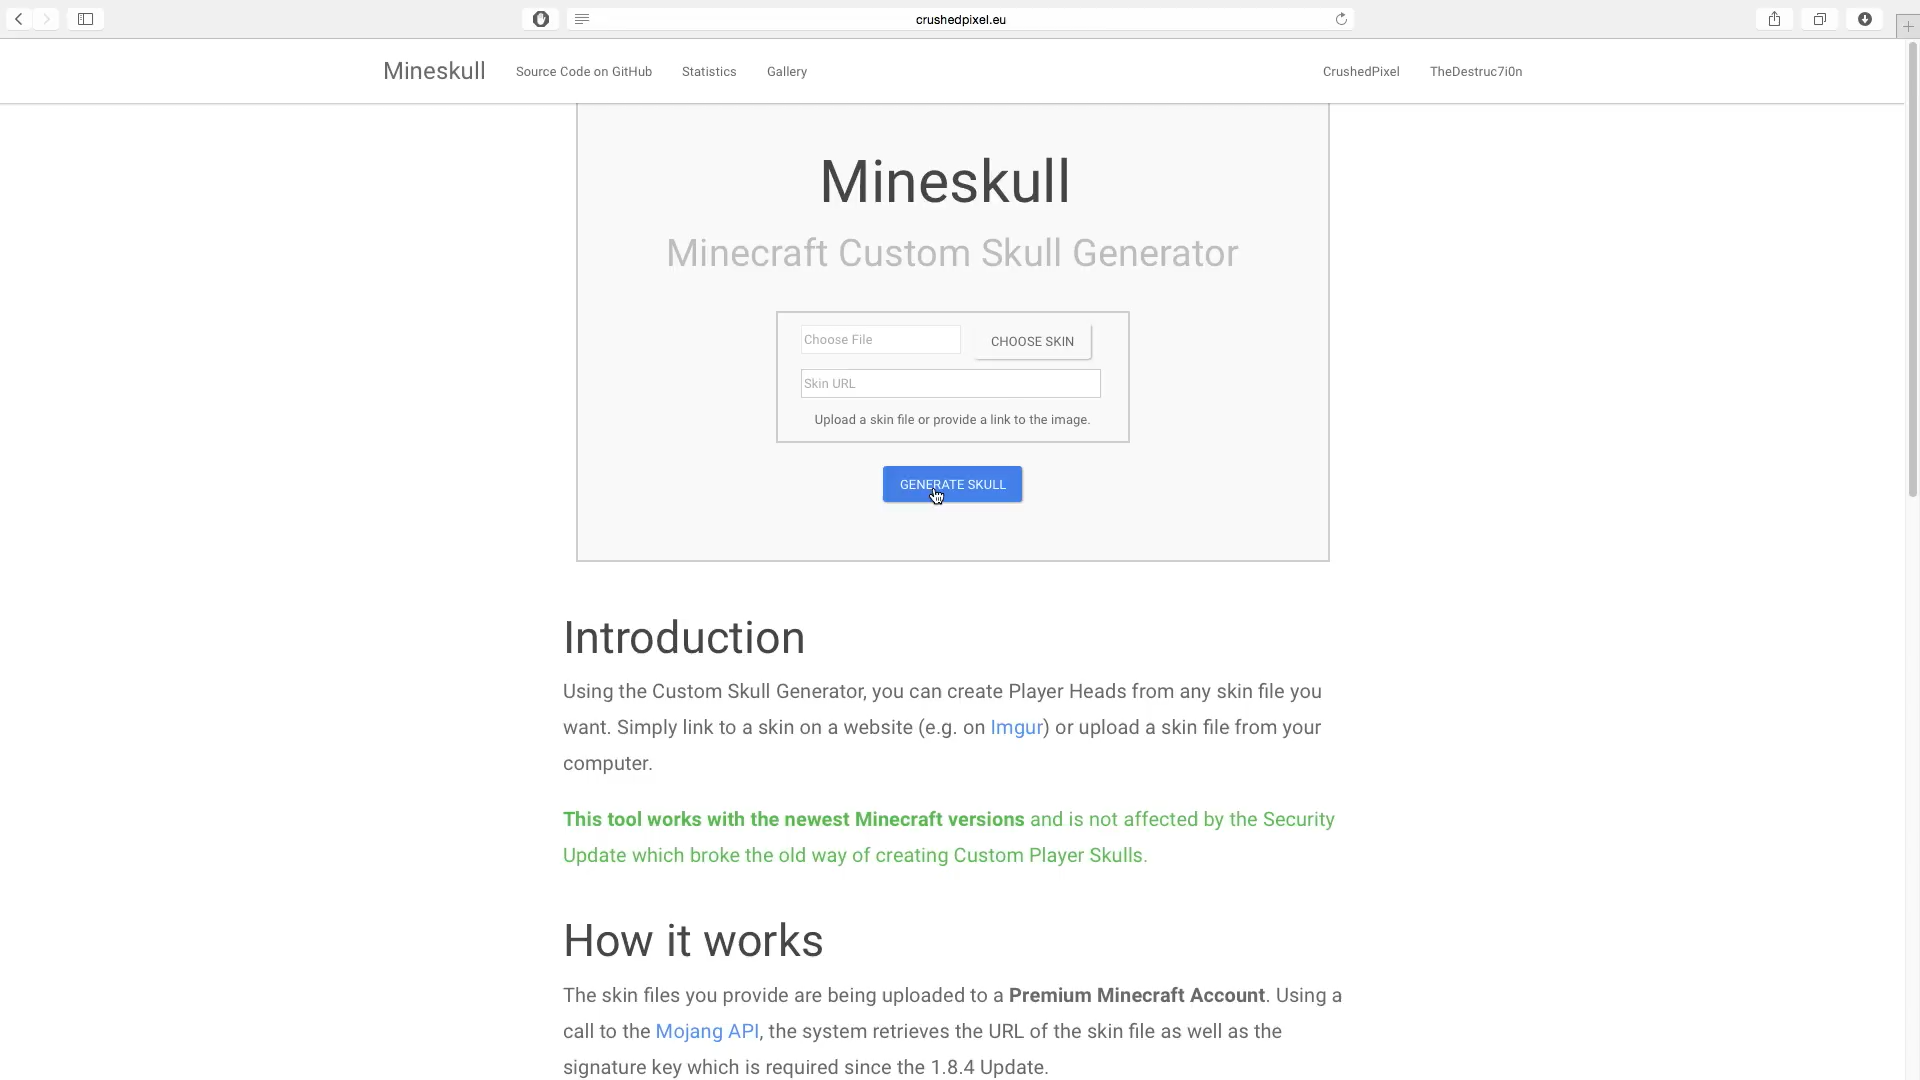 crushedpixel.eu
Mineskull Source Code on GitHub Statistics Gallery CrushedPixel TheDestruc7i0n
Mineskull
Minecraft Custom Skull Generator
Choose File CHOOSE SKIN
Skin URL
Upload a skin file or provide a link to the image.
GENERATE SKULL
Introduction
Using the Custom Skull Generator, you can create Player Heads from any skin file you
want. Simply link to a skin on a website (e.g. on Imgur) or upload a skin file from your
computer.
This tool works with the newest Minecraft versions and is not affected by the Security
Update which broke the old way of creating Custom Player Skulls.
How it works
The skin files you provide are being uploaded to a Premium Minecraft Account. Using a
call to the Mojang API, the system retrieves the URL of the skin file as well as the
signature key which is required since the 1.8.4 Update.